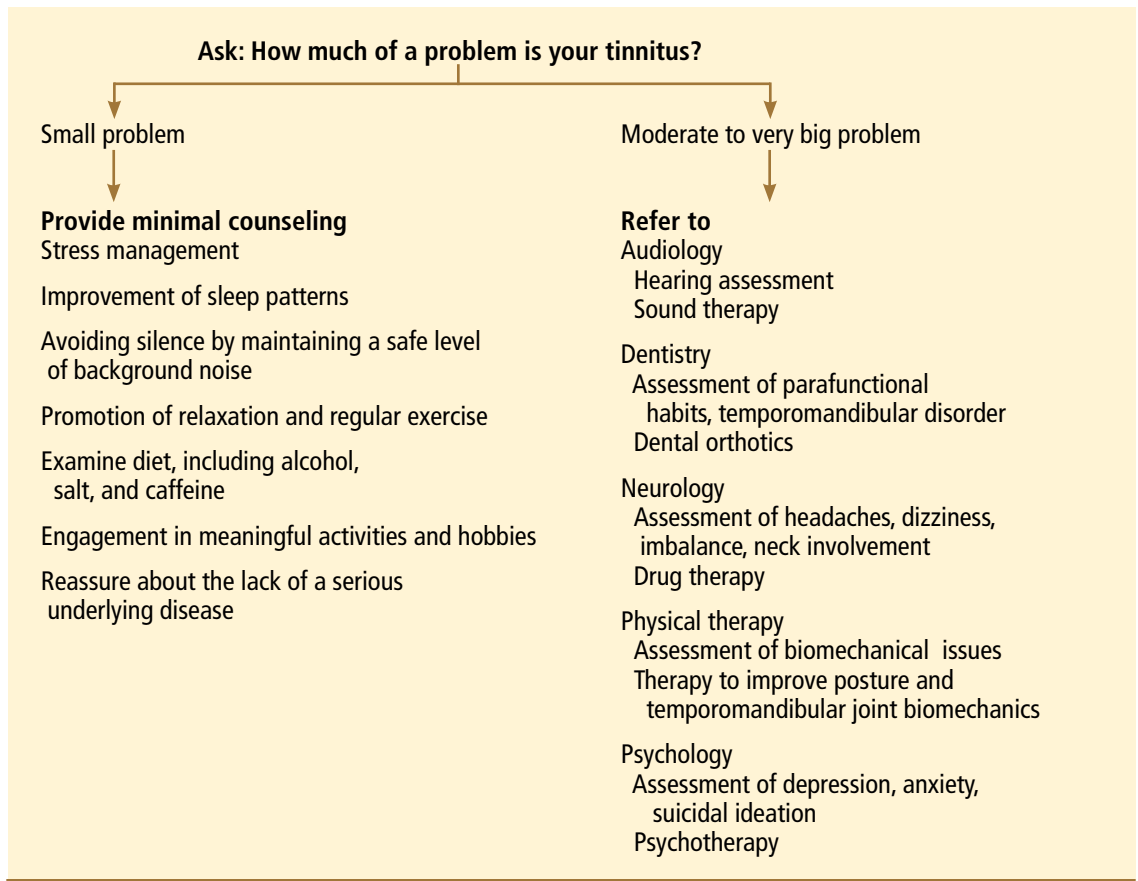 Ask: How much of a problem is your tinnitus?
Small problem
Provide minimal counseling
Stress management
Improvement of sleep patterns
Avoiding silence by maintaining a safe level
of background noise
Promotion of relaxation and regular exercise
Examine diet, including alcohol,
salt, and caffeine
Engagement in meaningful activities and hobbies
Reassure about the lack of a serious
underlying disease
Moderate to very big problem
Refer to
Audiology
Hearing assessment
Sound therapy
Dentistry
Assessment of parafunctional
habits, temporomandibular disorder
Dental orthotics
Neurology
Assessment of headaches, dizziness,
imbalance, neck involvement
Drug therapy
Physical therapy
Assessment of biomechanical issues
Therapy to improve posture and
temporomandibular joint biomechanics
Psychology
Assessment of depression, anxiety,
suicidal ideation
Psychotherapy